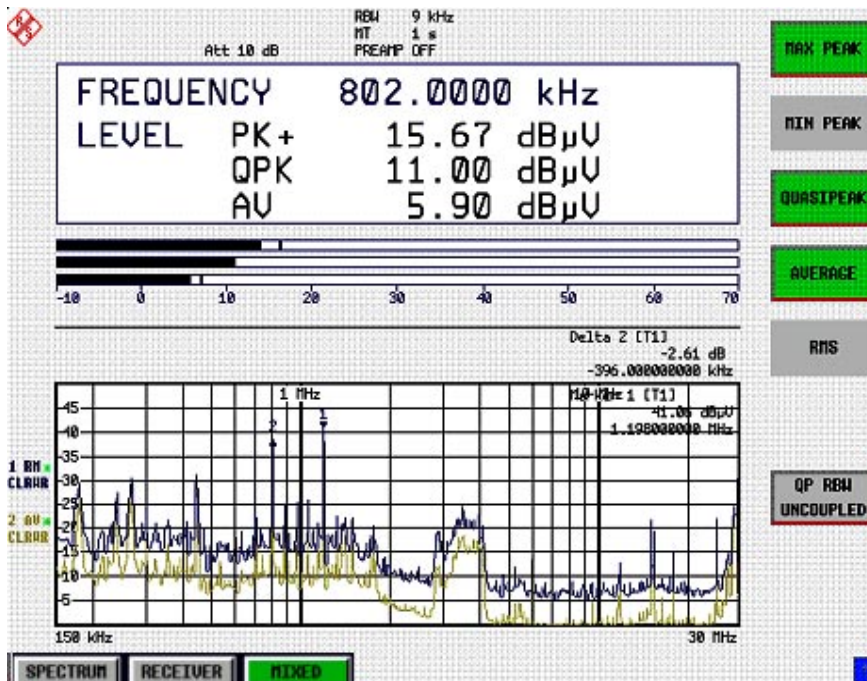 RBW 9 kHz
MT 1 s
Att 10 dB PREAMP OFF
FREQUENCY 802.0000 kHz
LEVEL PK+ 15.67 dBµV
QPK 11.00 dBµV
AV 5.90 dBµV
-10 0 10 20 30 40 50 60 70
Delta 2 [T1]
-2.61 dB
-396.000000000 kHz
1 MHz
1 [T1]
41.06 dBµV
1.198000000 MHz
45
40
35
30
25
20
15
10
5
1
2
1 RM
CLRWR
2 AV
CLRWR
150 kHz 30 MHz
MAX PEAK
MIN PEAK
QUASIPEAK
AVERAGE
RMS
QP RBW
UNCOUPLED
SPECTRUM RECEIVER MIXED